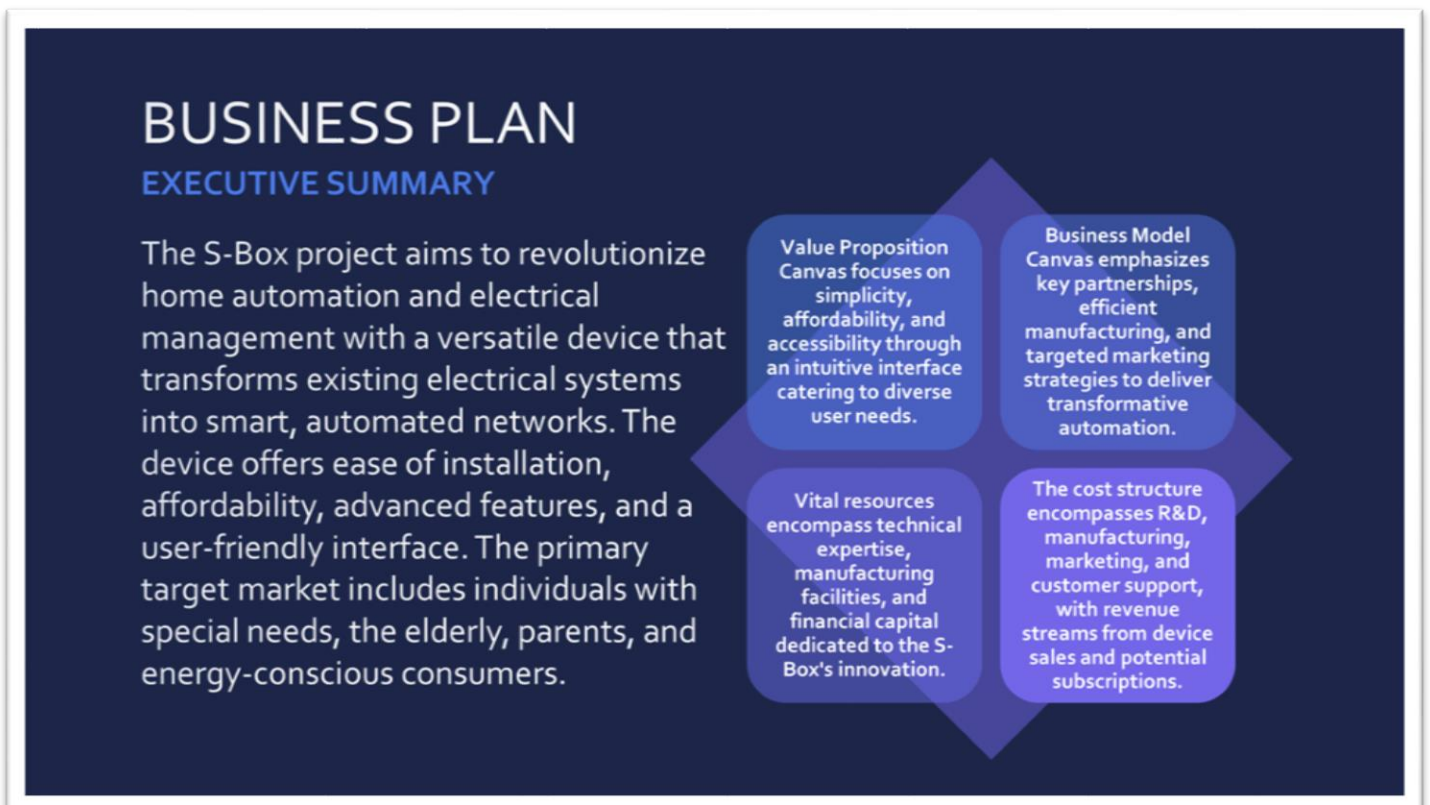 BUSINESS PLAN
EXECUTIVE SUMMARY
The S-Box project aims to revolutionize
home automation and electrical
management with a versatile device that
transforms existing electrical systems
into smart, automated networks. The
device offers ease of installation,
affordability, advanced features, and a
user-friendly interface. The primary
target market includes individuals with
special needs, the elderly, parents, and
energy-conscious consumers.
Value Proposition
Canvas focuses on
simplicity,
affordability, and
accessibility through
an intuitive interface
catering to diverse
user needs.
Business Model
Canvas emphasizes
key partnerships,
efficient
manufacturing, and
targeted marketing
strategies to deliver
transformative
automation.
Vital resources
encompass technical
expertise,
manufacturing
facilities, and
financial capital
dedicated to the S-
Box's innovation.
The cost structure
encompasses R&D,
manufacturing,
marketing, and
customer support,
with revenue
streams from device
sales and potential
subscriptions.